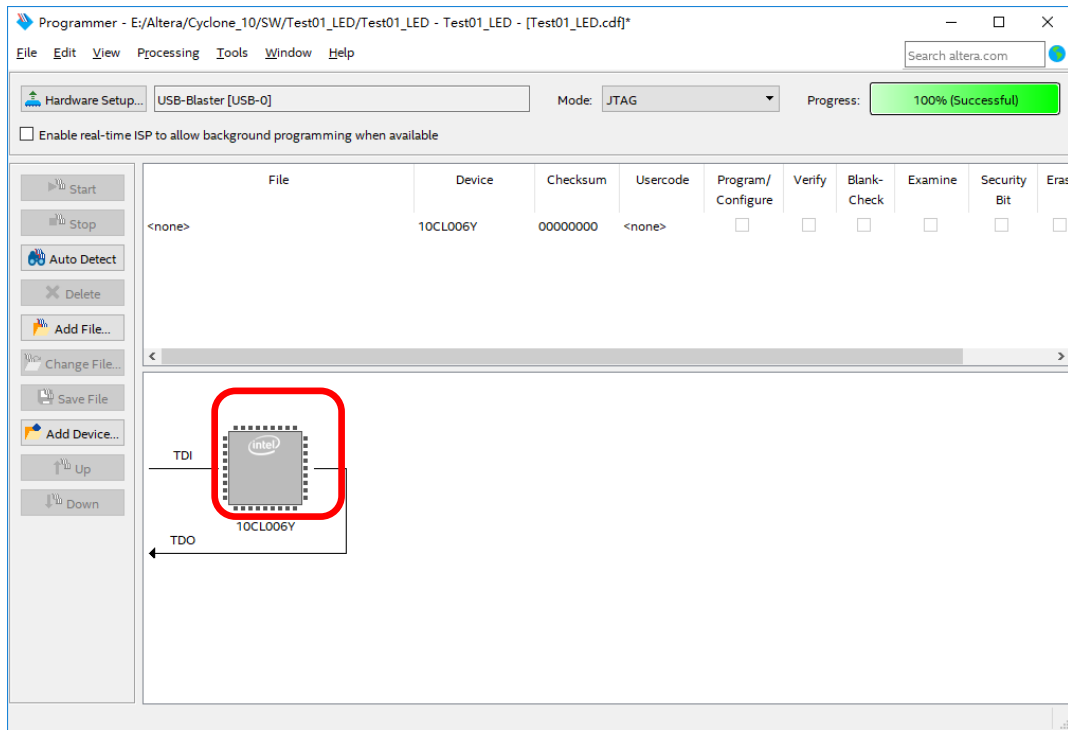 Programmer - E:/Altera/Cyclone_10/SW/Test01_LED/Test01_LED - Test01_LED - [Test01_LED.cdf]*
File Edit View Processing Tools Window Help
Search altera.com
Hardware Setup... USB-Blaster [USB-0] Mode: JTAG Progress: 100% (Successful)
Enable real-time ISP to allow background programming when available
Start
Stop
Auto Detect
Delete
Add File...
Change File...
Save File
Add Device...
Up
Down
File Device Checksum Usercode Program/ Configure Verify Blank- Check Examine Security Bit Eras
<none> 10CL006Y 00000000 <none>
TDI
intel
10CL006Y
TDO